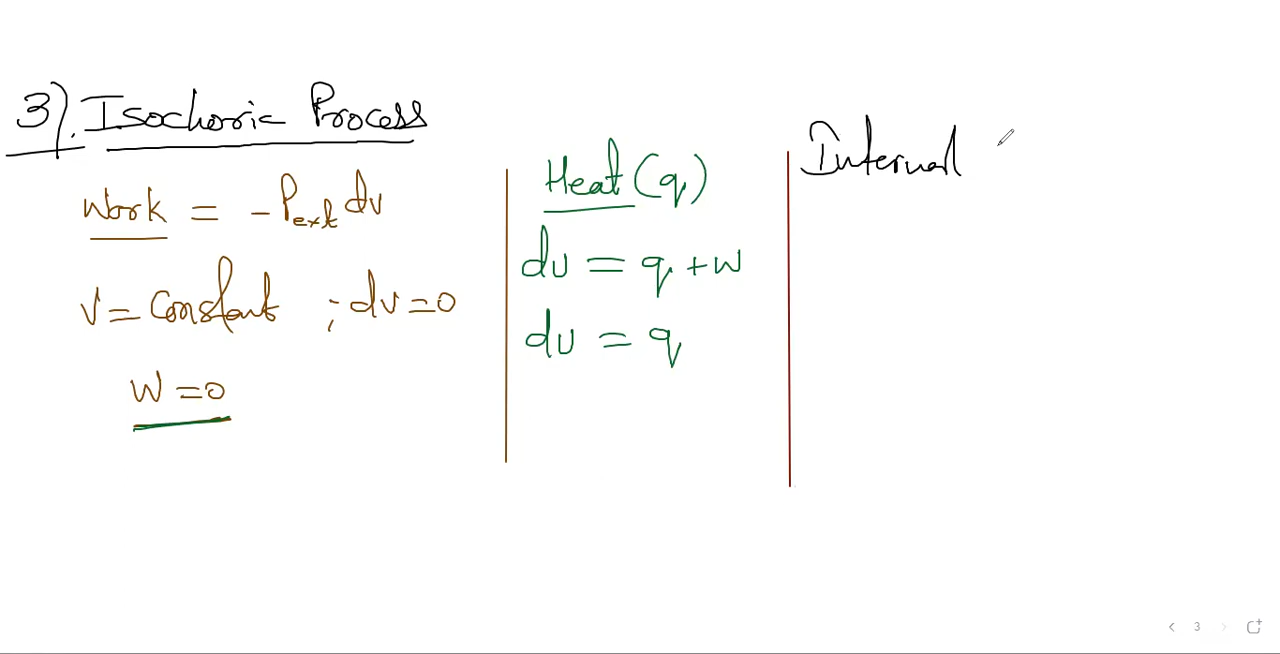 3). Isochoric Process
Work = -Pext dv
V = Constant ; dv = 0
W = 0
Heat (q)
du = q + w
du = q
Internal
3